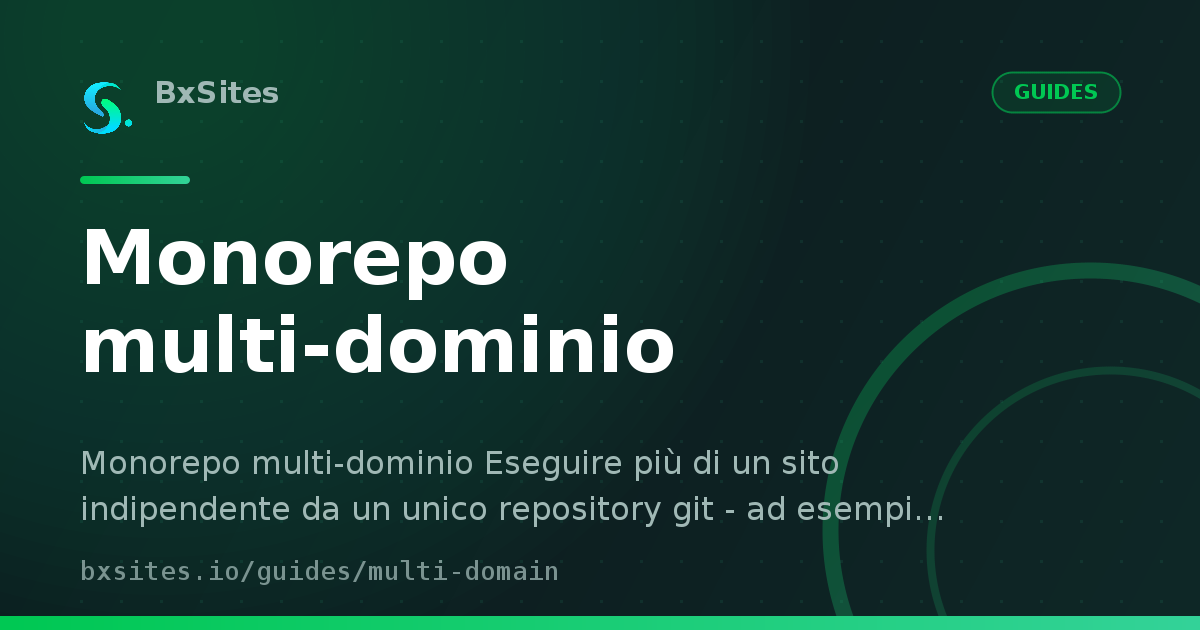 BxSites
GUIDES
Monorepo
multi-dominio
Monorepo multi-dominio Eseguire più di un sito
indipendente da un unico repository git - ad esempi…
bxsites.io/guides/multi-domain